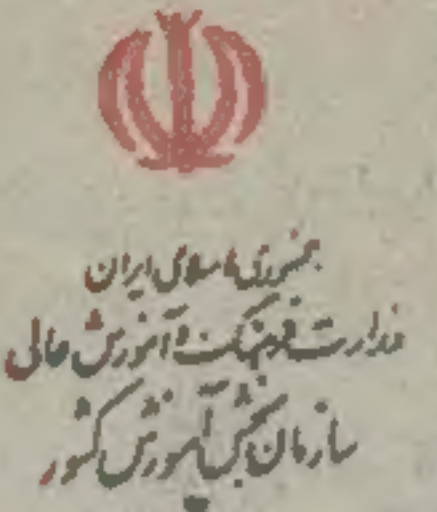 جمهوری اسلامی ایران
وزارت فرهنگ و آموزش عالی
سازمان سنجش آموزش کشور